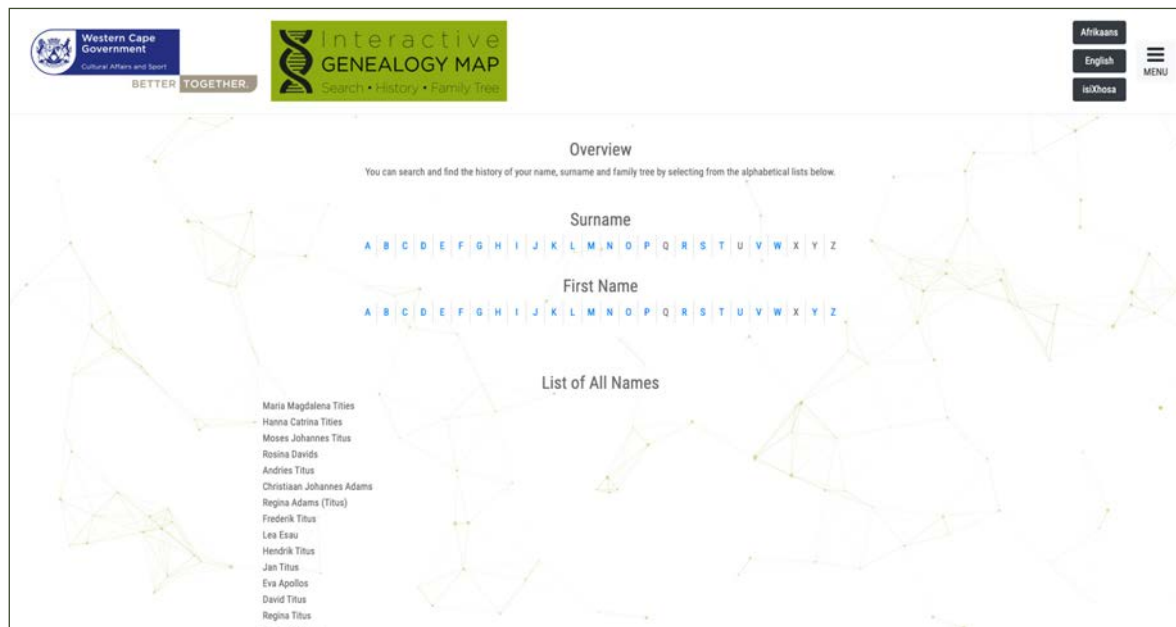 Western Cape
Government
Cultural Affairs and Sport
BETTER TOGETHER.
Interactive
GENEALOGY MAP
Search • History • Family Tree
Afrikaans
English
isiXhosa
MENU
Overview
You can search and find the history of your name, surname and family tree by selecting from the alphabetical lists below.
Surname
A B C D E F G H I J K L M N O P Q R S T U V W X Y Z
First Name
A B C D E F G H I J K L M N O P Q R S T U V W X Y Z
List of All Names
Maria Magdalena Tities
Hanna Catrina Tities
Moses Johannes Titus
Rosina Davids
Andries Titus
Christiaan Johannes Adams
Regina Adams (Titus)
Frederik Titus
Lea Esau
Hendrik Titus
Jan Titus
Eva Apollos
David Titus
Regina Titus